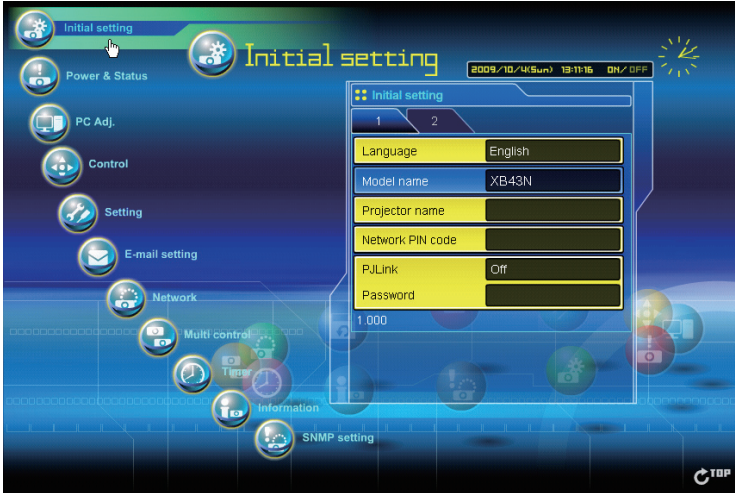 Initial setting
Initial setting
2009/10/4(Sun) 13:11:16 ON/OFF
Power & Status
PC Adj.
Control
Setting
E-mail setting
Network
Multi control
Timer
Information
SNMP setting
Initial setting
1 2
Language English
Model name XB43N
Projector name
Network PIN code
PJLink Off
Password
1.000
TOP